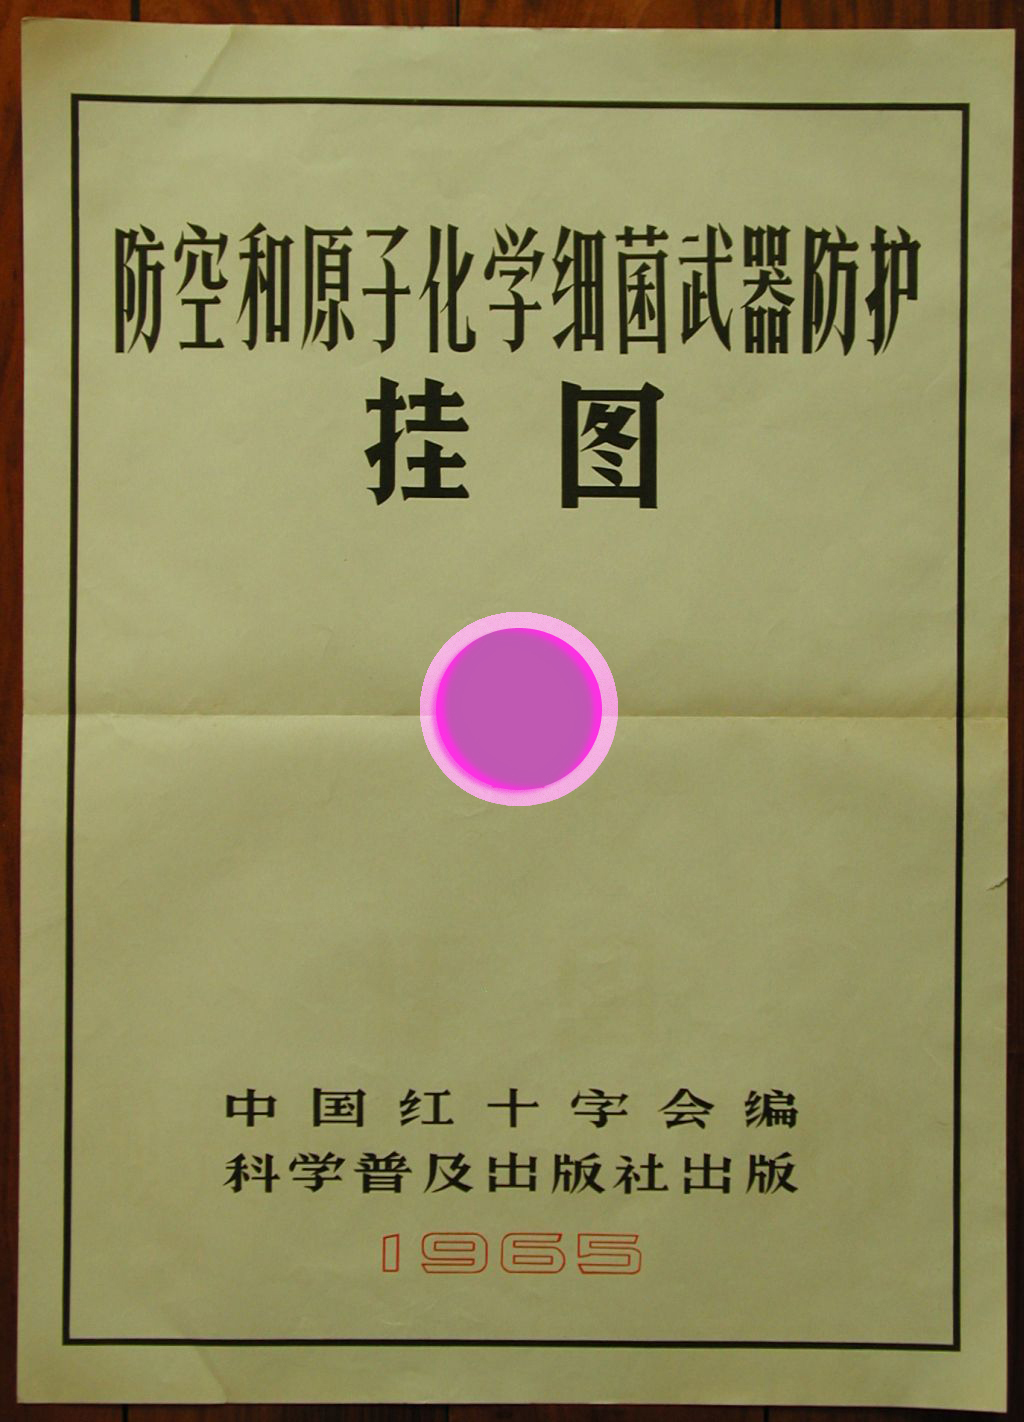 防空和原子化学细菌武器防护
挂图
中国红十字会编
科学普及出版社出版
1965